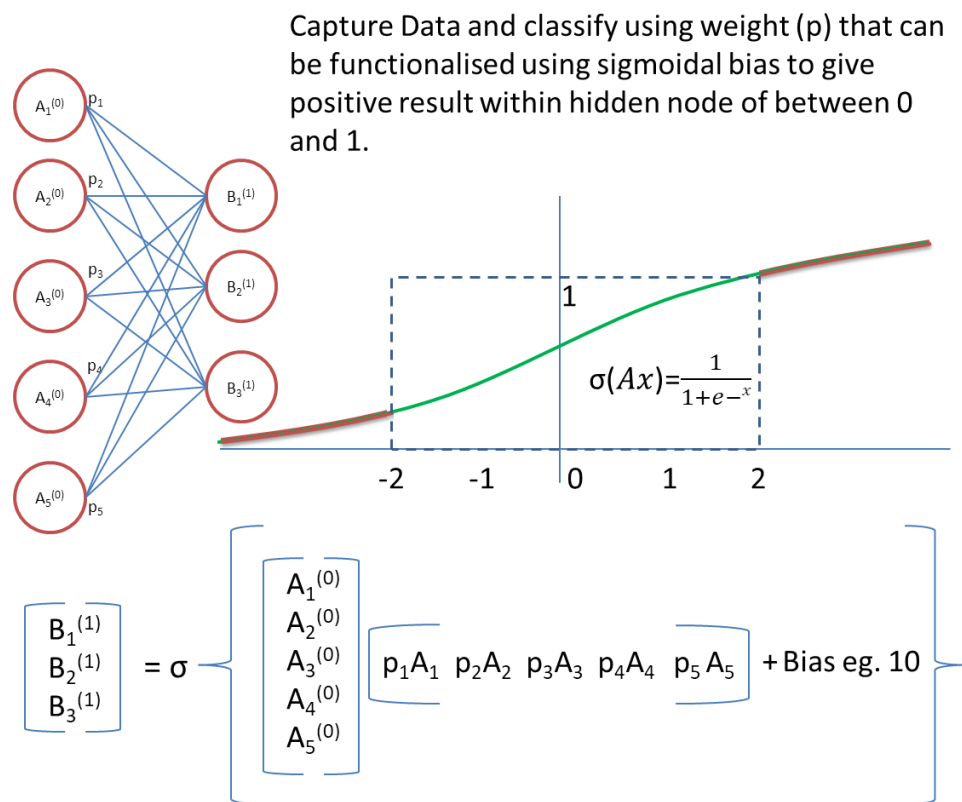 Capture Data and classify using weight (p) that can
be functionalised using sigmoidal bias to give
positive result within hidden node of between 0
and 1.
A₁⁽⁰⁾ p₁
A₂⁽⁰⁾ p₂
A₃⁽⁰⁾ p₃
A₄⁽⁰⁾ p₄
A₅⁽⁰⁾ p₅
B₁⁽¹⁾
B₂⁽¹⁾
B₃⁽¹⁾
1
σ(Ax)=1/(1+e−ˣ)
-2 -1 0 1 2
B₁⁽¹⁾
B₂⁽¹⁾
B₃⁽¹⁾
= σ
A₁⁽⁰⁾
A₂⁽⁰⁾
A₃⁽⁰⁾
A₄⁽⁰⁾
A₅⁽⁰⁾
p₁A₁ p₂A₂ p₃A₃ p₄A₄ p₅A₅ + Bias eg. 10